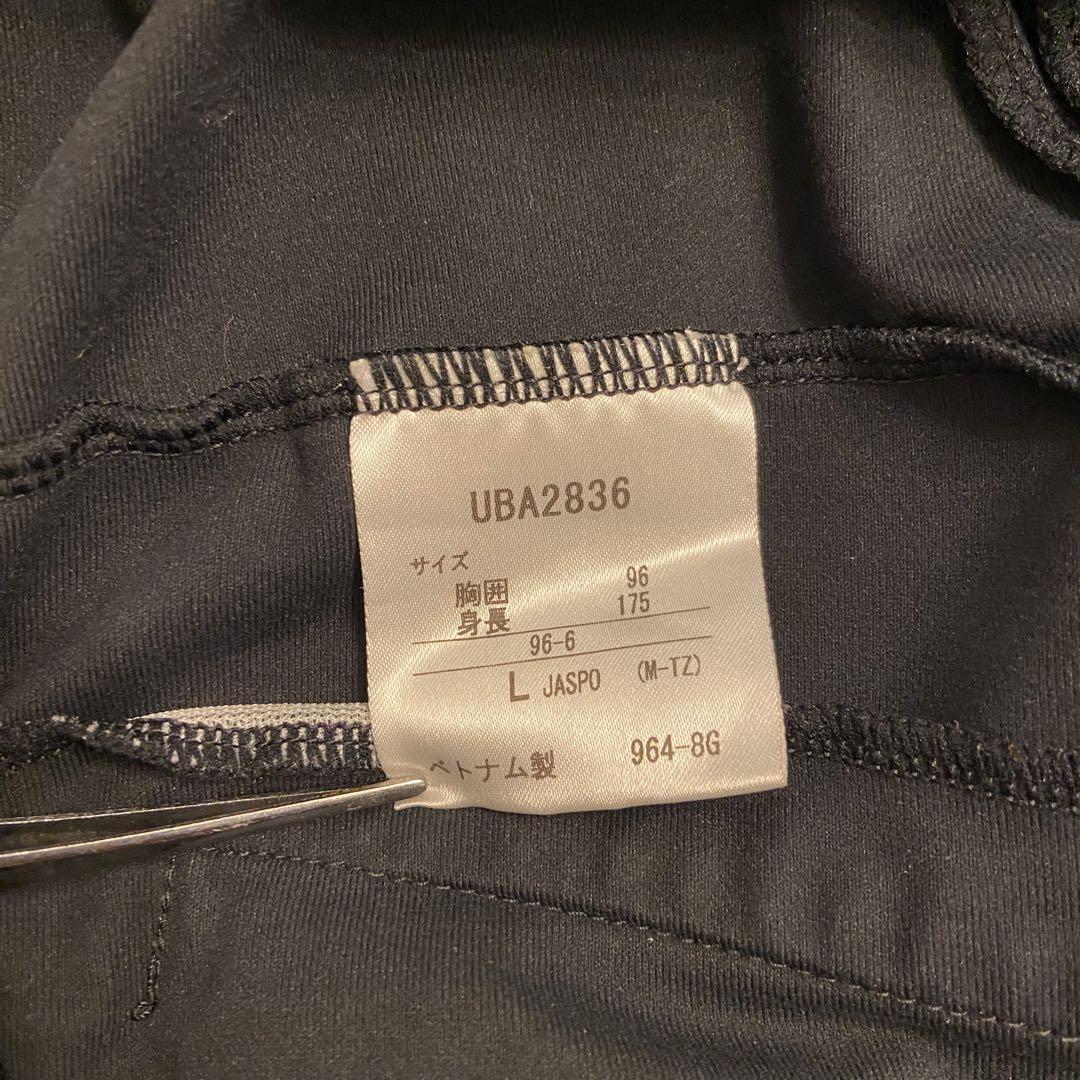 UBA2836
サイズ
胸囲 96
身長 175
96-6
L JASPO (M-TZ)
ベトナム製 964-8G